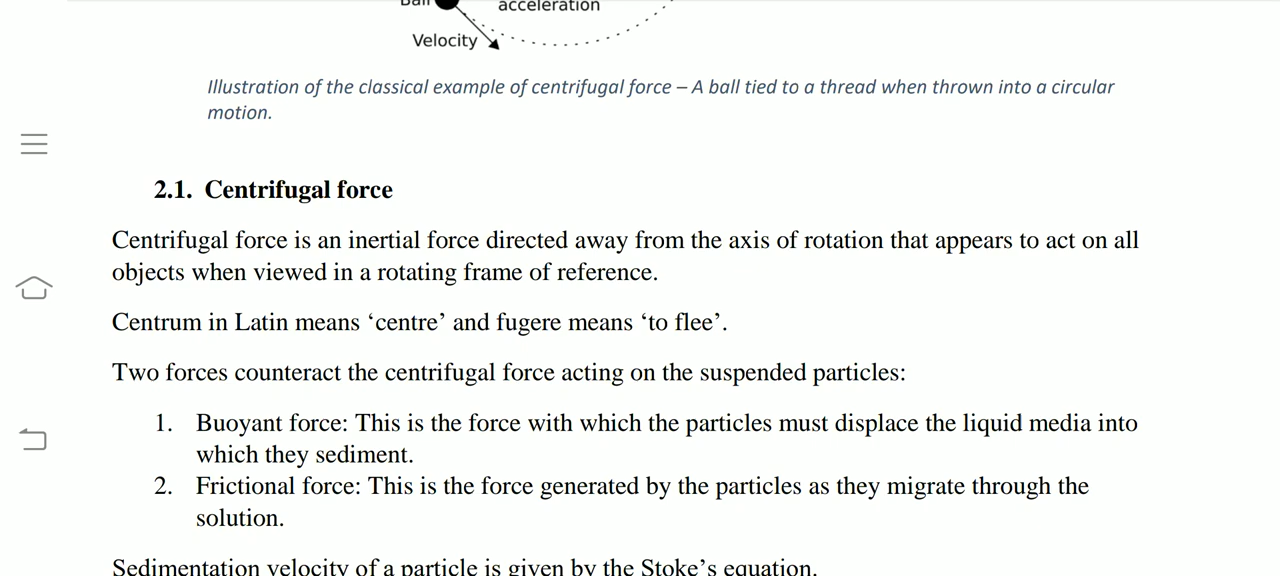 Ball
acceleration
Velocity
Illustration of the classical example of centrifugal force – A ball tied to a thread when thrown into a circular
motion.
2.1. Centrifugal force
Centrifugal force is an inertial force directed away from the axis of rotation that appears to act on all
objects when viewed in a rotating frame of reference.
Centrum in Latin means ‘centre’ and fugere means ‘to flee’.
Two forces counteract the centrifugal force acting on the suspended particles:
1. Buoyant force: This is the force with which the particles must displace the liquid media into
which they sediment.
2. Frictional force: This is the force generated by the particles as they migrate through the
solution.
Sedimentation velocity of a particle is given by the Stoke’s equation.